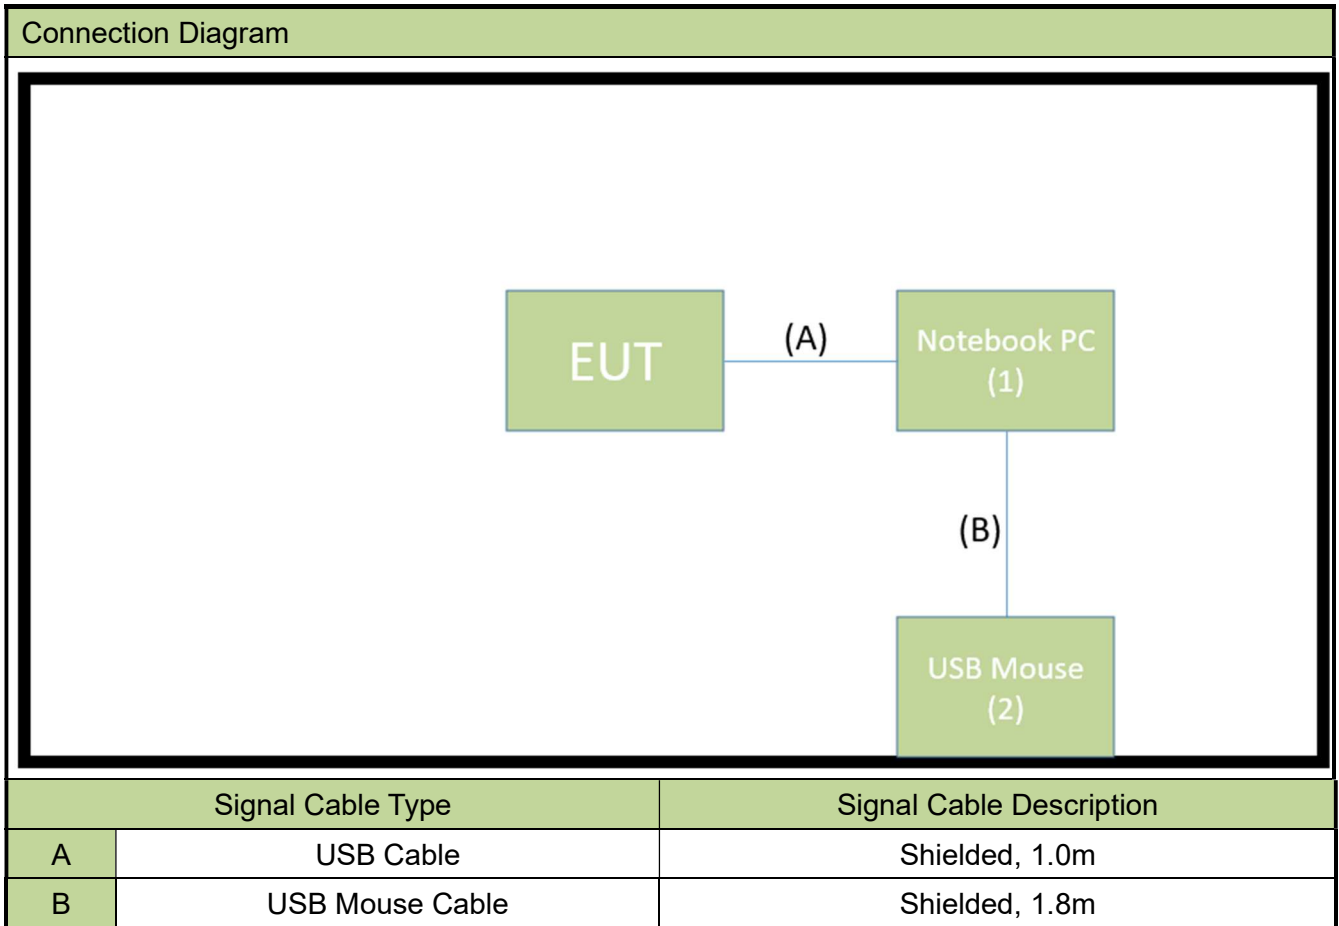 Connection Diagram
EUT
(A)
Notebook PC
(1)
(B)
USB Mouse
(2)
Signal Cable Type Signal Cable Description
A USB Cable Shielded, 1.0m
B USB Mouse Cable Shielded, 1.8m